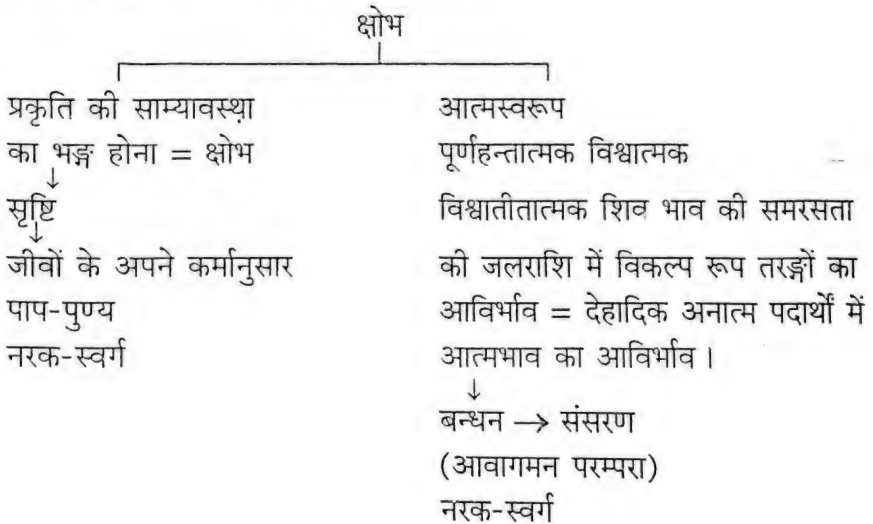 क्षोभ
प्रकृति की साम्यावस्था
का भङ्ग होना = क्षोभ
↓
सृष्टि
↓
जीवों के अपने कर्मानुसार
पाप-पुण्य
नरक-स्वर्ग
आत्मस्वरूप
पूर्णहन्तात्मक विश्वात्मक
विश्वातीतात्मक शिव भाव की समरसता
की जलराशि में विकल्प रूप तरङ्गों का
आविर्भाव = देहादिक अनात्म पदार्थों में
आत्मभाव का आविर्भाव ।
↓
बन्धन → संसरण
(आवागमन परम्परा)
नरक-स्वर्ग